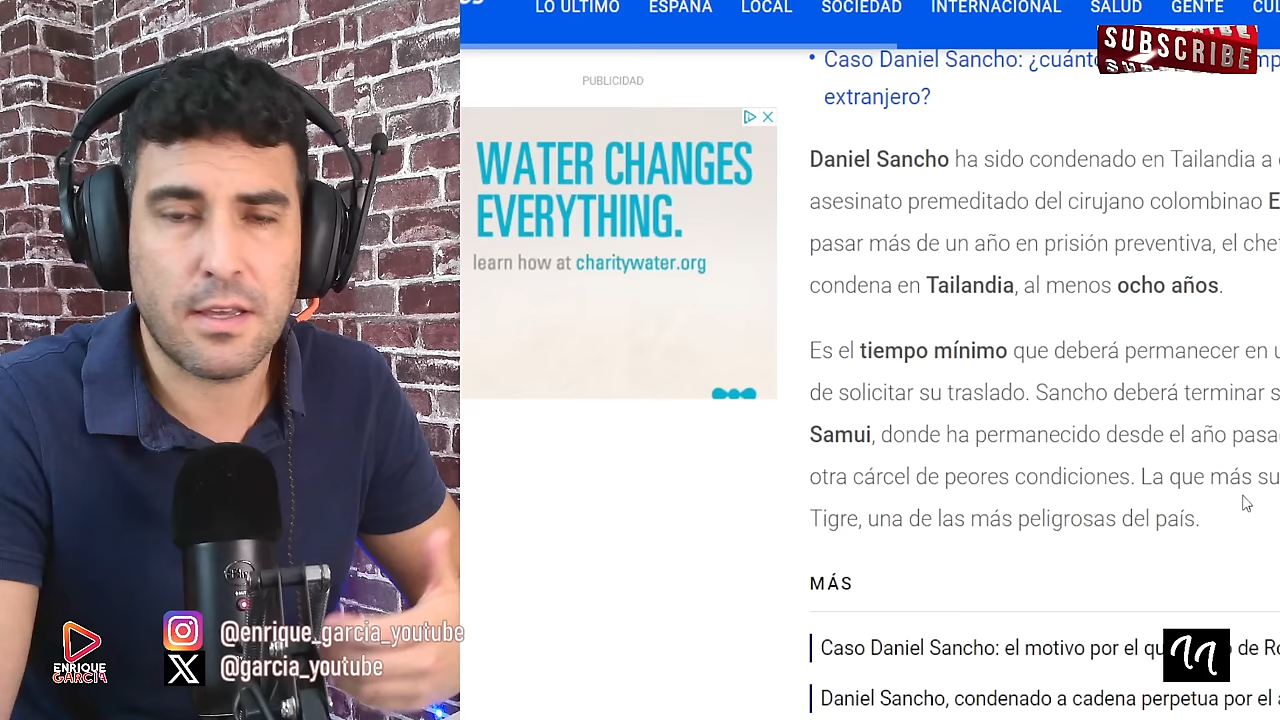 LO ÚLTIMO ESPAÑA LOCAL SOCIEDAD INTERNACIONAL SALUD GENTE CUL
SUBSCRIBE
PUBLICIDAD
WATER CHANGES
EVERYTHING.
learn how at charitywater.org
• Caso Daniel Sancho: ¿cuánto
extranjero?
Daniel Sancho ha sido condenado en Tailandia a
asesinato premeditado del cirujano colombinao E
pasar más de un año en prisión preventiva, el che
condena en Tailandia, al menos ocho años.
Es el tiempo mínimo que deberá permanecer en u
de solicitar su traslado. Sancho deberá terminar s
Samui, donde ha permanecido desde el año pasa
otra cárcel de peores condiciones. La que más su
Tigre, una de las más peligrosas del país.
MÁS
Caso Daniel Sancho: el motivo por el qu de Ro
Daniel Sancho, condenado a cadena perpetua por el a
ENRIQUE
GARCIA
@enrique_garcia_youtube
@garcia_youtube